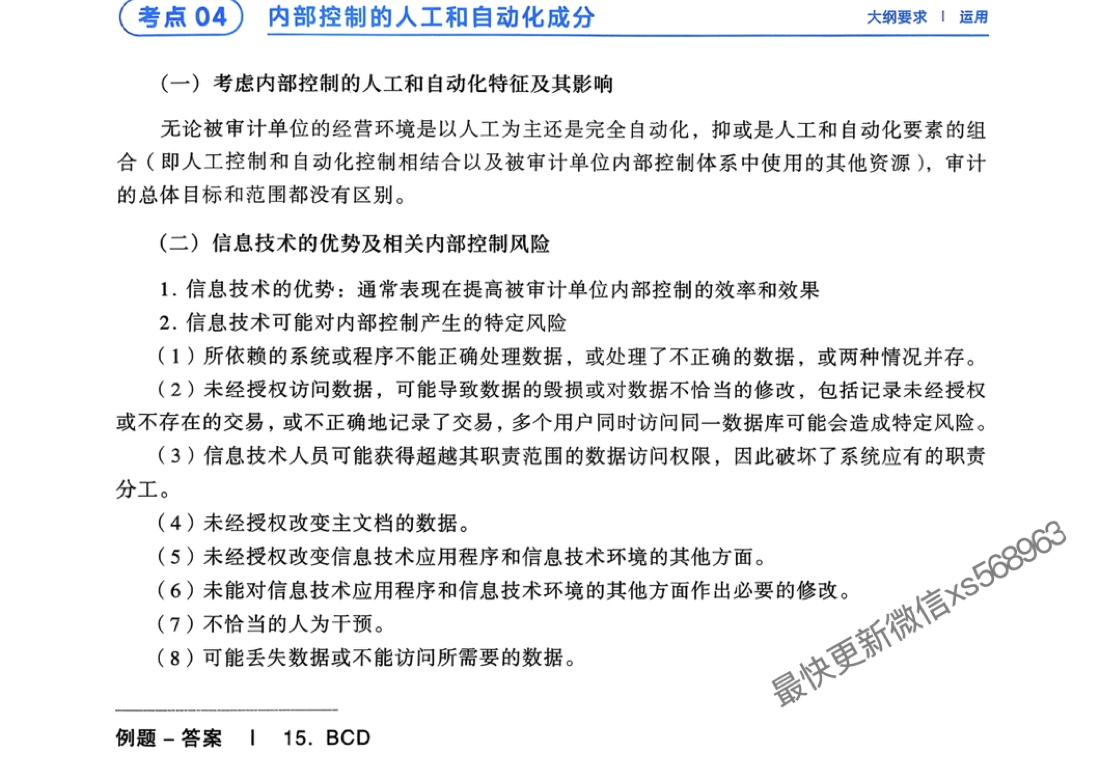 考点 04 内部控制的人工和自动化成分 大纲要求 | 运用
（一）考虑内部控制的人工和自动化特征及其影响
无论被审计单位的经营环境是以人工为主还是完全自动化，抑或是人工和自动化要素的组
合（即人工控制和自动化控制相结合以及被审计单位内部控制体系中使用的其他资源），审计
的总体目标和范围都没有区别。
（二）信息技术的优势及相关内部控制风险
1. 信息技术的优势：通常表现在提高被审计单位内部控制的效率和效果
2. 信息技术可能对内部控制产生的特定风险
（1）所依赖的系统或程序不能正确处理数据，或处理了不正确的数据，或两种情况并存。
（2）未经授权访问数据，可能导致数据的毁损或对数据不恰当的修改，包括记录未经授权
或不存在的交易，或不正确地记录了交易，多个用户同时访问同一数据库可能会造成特定风险。
（3）信息技术人员可能获得超越其职责范围的数据访问权限，因此破坏了系统应有的职责
分工。
（4）未经授权改变主文档的数据。
（5）未经授权改变信息技术应用程序和信息技术环境的其他方面。
（6）未能对信息技术应用程序和信息技术环境的其他方面作出必要的修改。
（7）不恰当的人为干预。
（8）可能丢失数据或不能访问所需要的数据。
最快更新微信xs568963
例题 – 答案 | 15. BCD